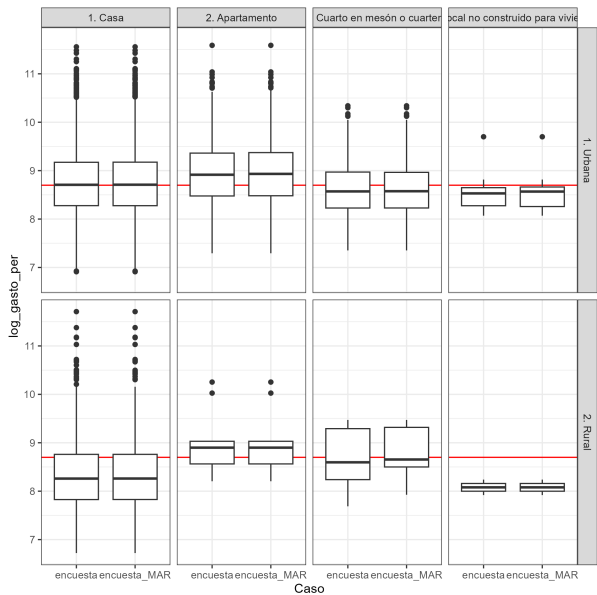 1. Casa
2. Apartamento
Cuarto en mesón o cuarter
ocal no construido para vivie
11
10
9
8
7
1. Urbana
log_gasto_per
11
10
9
8
7
2. Rural
encuesta encuesta_MAR
encuesta encuesta_MAR
encuesta encuesta_MAR
encuesta encuesta_MAR
Caso